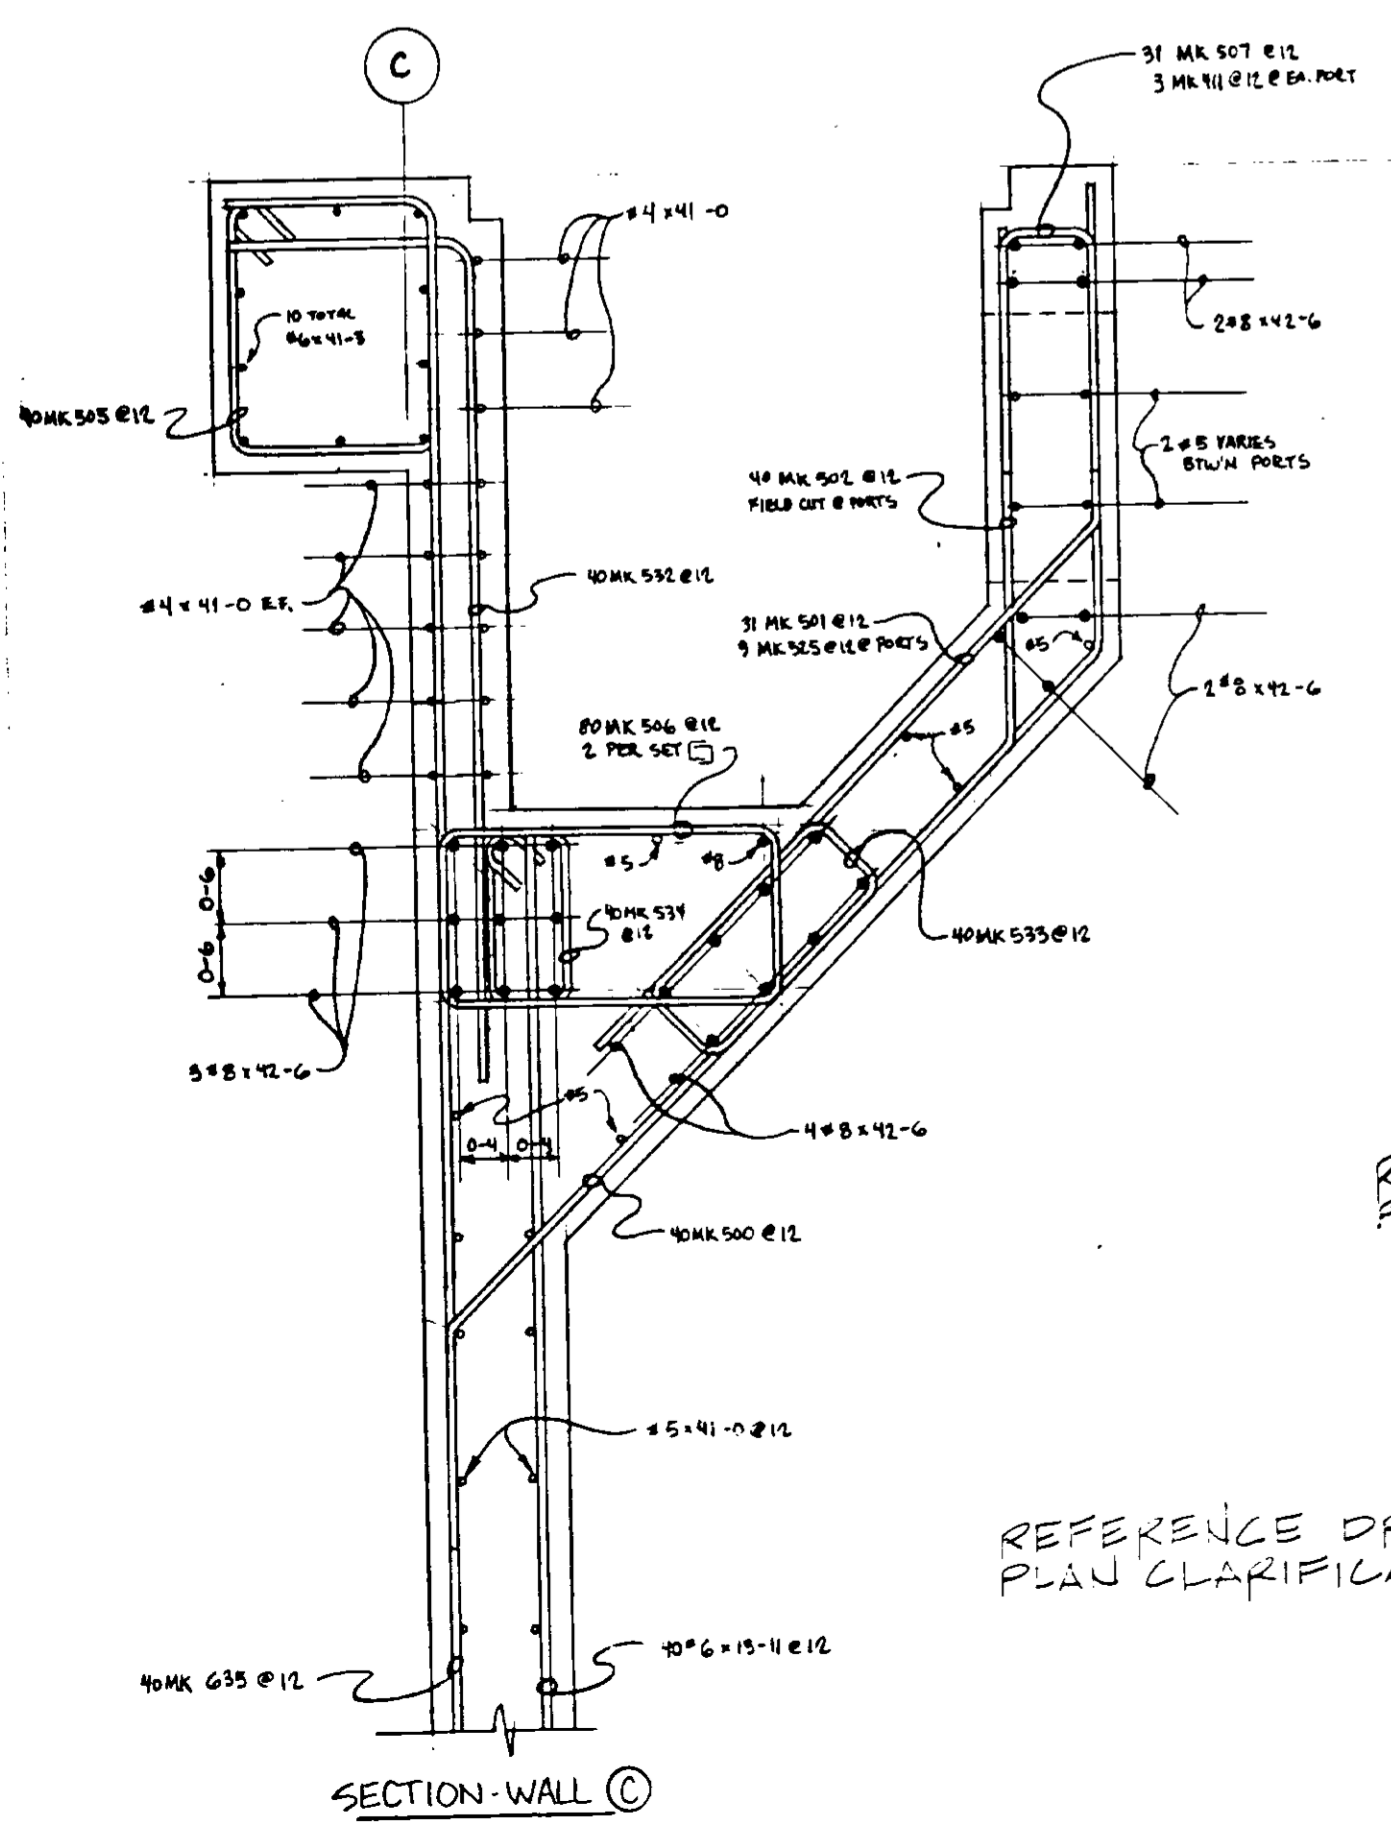 C
31 MK 507 @12
3 MK 411 @12 @ EA. PORT
#4 x 41-0
10 TOTAL
#6 x 41-3
2#8 x 42-6
40 MK 505 @12
2 #5 VARIES
BTW'N PORTS
40 MK 502 @12
FIELD CUT @ PORTS
40 MK 532 @12
#4 x 41-0 E.F.
31 MK 501 @12
9 MK 525 @12 @ PORTS
#5
2#8 x 42-6
80 MK 506 @12
2 PER SET
#5
#5
#8
0-6
40 MK 534
@12
40 MK 533 @12
0-6
3#8 x 42-6
#5
4#8 x 42-6
0-4
0-4
40 MK 500 @12
#5 x 41-0 @12
REFERENCE
PLAN
40#6 x 13-11 @12
40 MK 635 @12
SECTION-WALL C